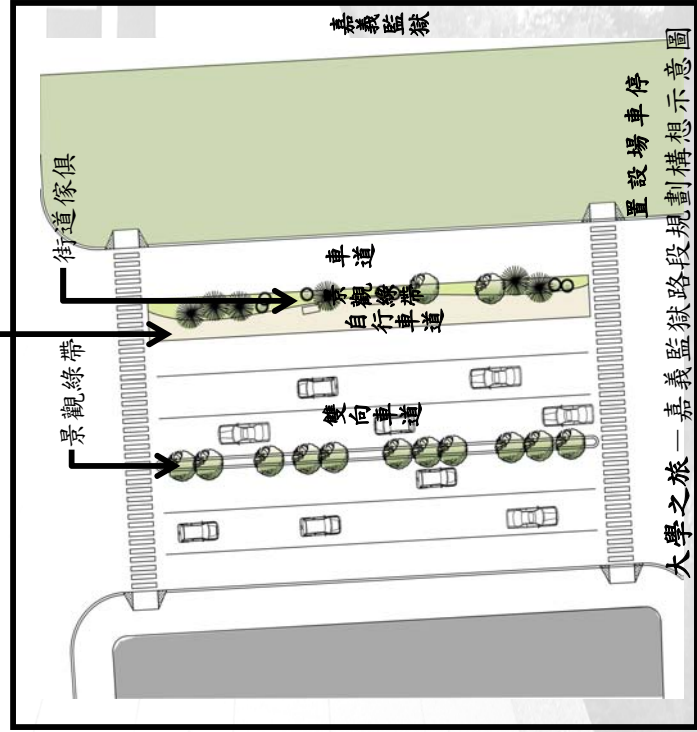 嘉義監獄
街道傢俱
景觀綠帶
車道
景觀綠帶
自行車道
雙向車道
置設場車停
大學之旅－嘉義監獄路段規劃構想示意圖